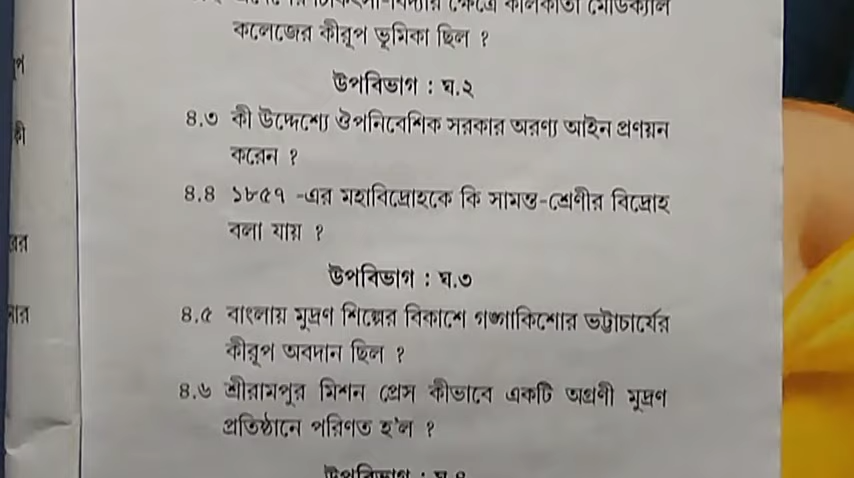 কলেজের কীরূপ ভূমিকা ছিল ?
উপবিভাগ : ঘ.২
৪.৩ কী উদ্দেশ্যে ঔপনিবেশিক সরকার অরণ্য আইন প্রণয়ন
করেন ?
৪.৪ ১৮৫৭ -এর মহাবিদ্রোহকে কি সামন্ত-শ্রেণীর বিদ্রোহ
বলা যায় ?
উপবিভাগ : ঘ.৩
৪.৫ বাংলায় মুদ্রণ শিল্পের বিকাশে গঙ্গাকিশোর ভট্টাচার্যের
কীরূপ অবদান ছিল ?
৪.৬ শ্রীরামপুর মিশন প্রেস কীভাবে একটি অগ্রণী মুদ্রণ
প্রতিষ্ঠানে পরিণত হ'ল ?
উপবিভাগ : ঘ.৪